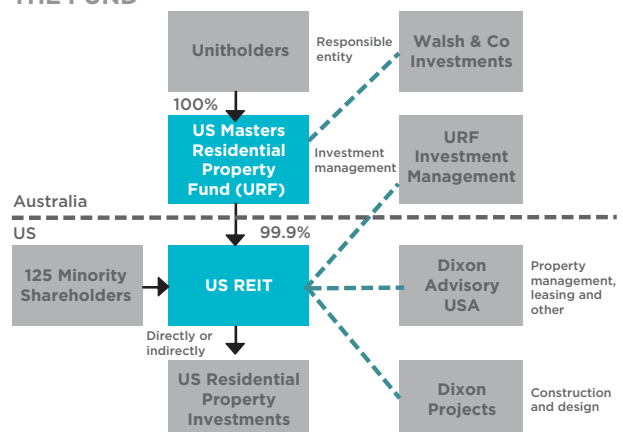 THE FUND
Unitholders
Responsible
entity
Walsh & Co
Investments
100%
US Masters
Residential
Property
Fund (URF)
Investment
management
URF
Investment
Management
Australia
US
99.9%
125 Minority
Shareholders
US REIT
Dixon
Advisory
USA
Property
management,
leasing and
other
Directly or
indirectly
US Residential
Property
Investments
Dixon
Projects
Construction
and design